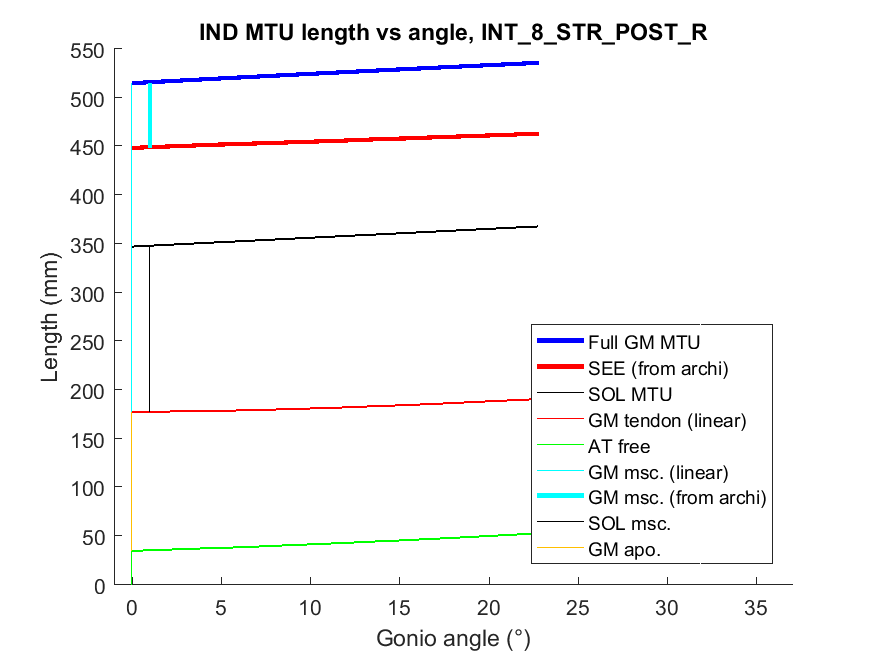 IND MTU length vs angle, INT_8_STR_POST_R
550
500
450
400
350
300
250
200
150
100
50
0
Length (mm)
Full GM MTU
SEE (from archi)
SOL MTU
GM tendon (linear)
AT free
GM msc. (linear)
GM msc. (from archi)
SOL msc.
GM apo.
0 5 10 15 20 25 30 35
Gonio angle (°)